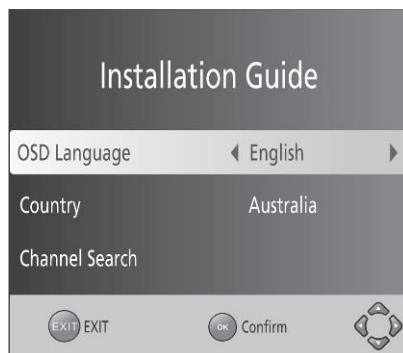 Installation Guide
OSD Language English
Country Australia
Channel Search
EXIT EXIT OK Confirm